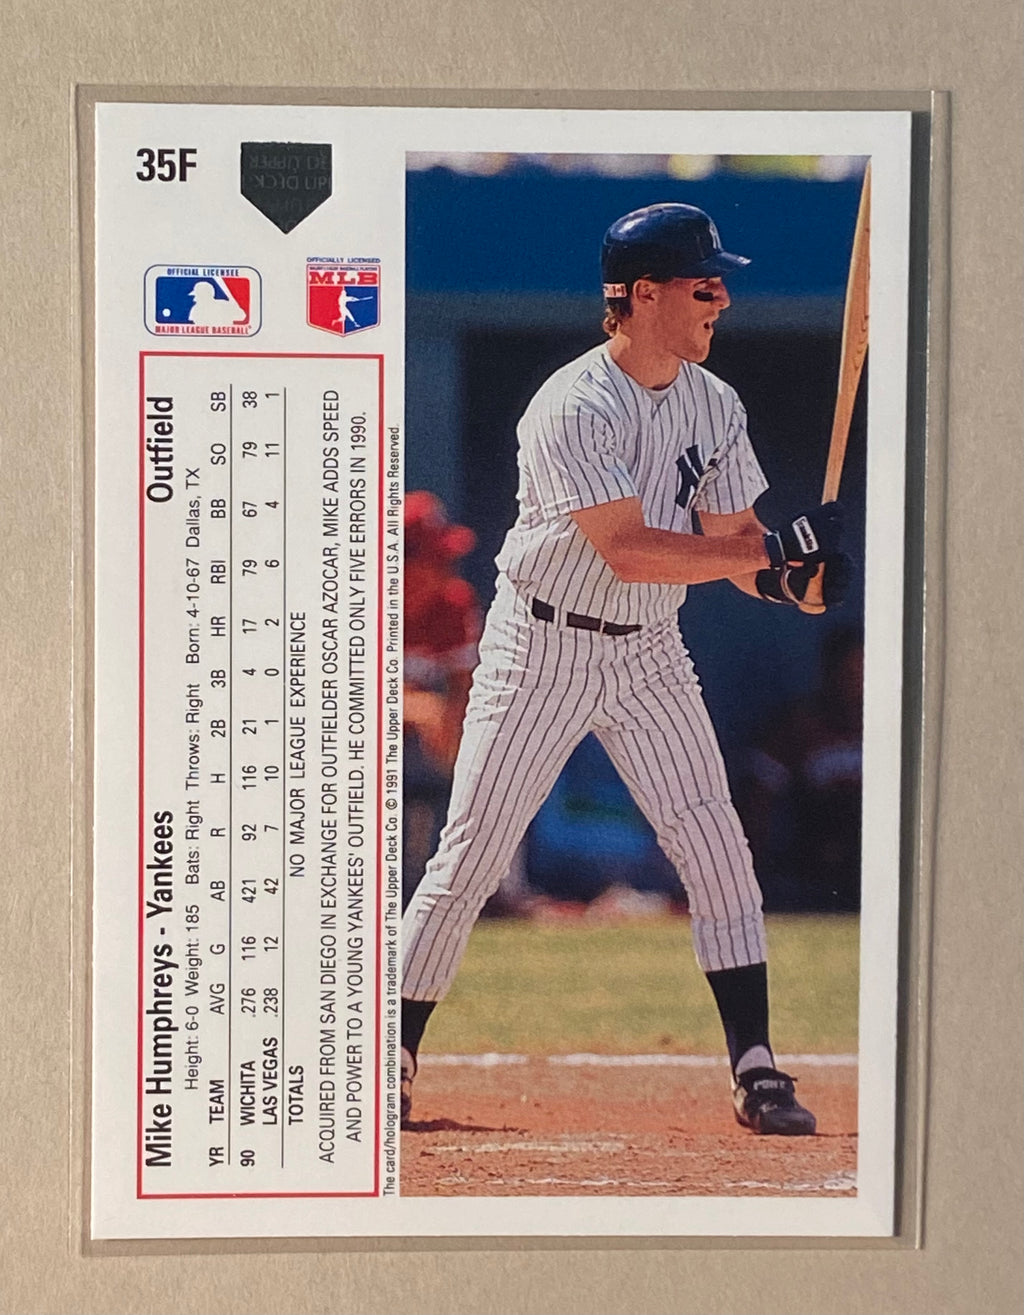 35F
OFFICIAL LICENSEE
MAJOR LEAGUE BASEBALL
OFFICIALLY LICENSED
MAJOR LEAGUE BASEBALL PLAYERS
MLB
Mike Humphreys - Yankees Outfield
Height: 6-0 Weight: 185 Bats: Right Throws: Right Born: 4-10-67 Dallas, TX
YR TEAM AVG G AB R H 2B 3B HR RBI BB SO SB
90 WICHITA .276 116 421 92 116 21 4 17 79 67 79 38
LAS VEGAS .238 12 42 7 10 1 0 2 6 4 11 1
TOTALS NO MAJOR LEAGUE EXPERIENCE
ACQUIRED FROM SAN DIEGO IN EXCHANGE FOR OUTFIELDER OSCAR AZOCAR, MIKE ADDS SPEED
AND POWER TO A YOUNG YANKEES' OUTFIELD. HE COMMITTED ONLY FIVE ERRORS IN 1990.
The card/hologram combination is a trademark of The Upper Deck Co. © 1991 The Upper Deck Co. Printed in the U.S.A. All Rights Reserved.
NY
PONY